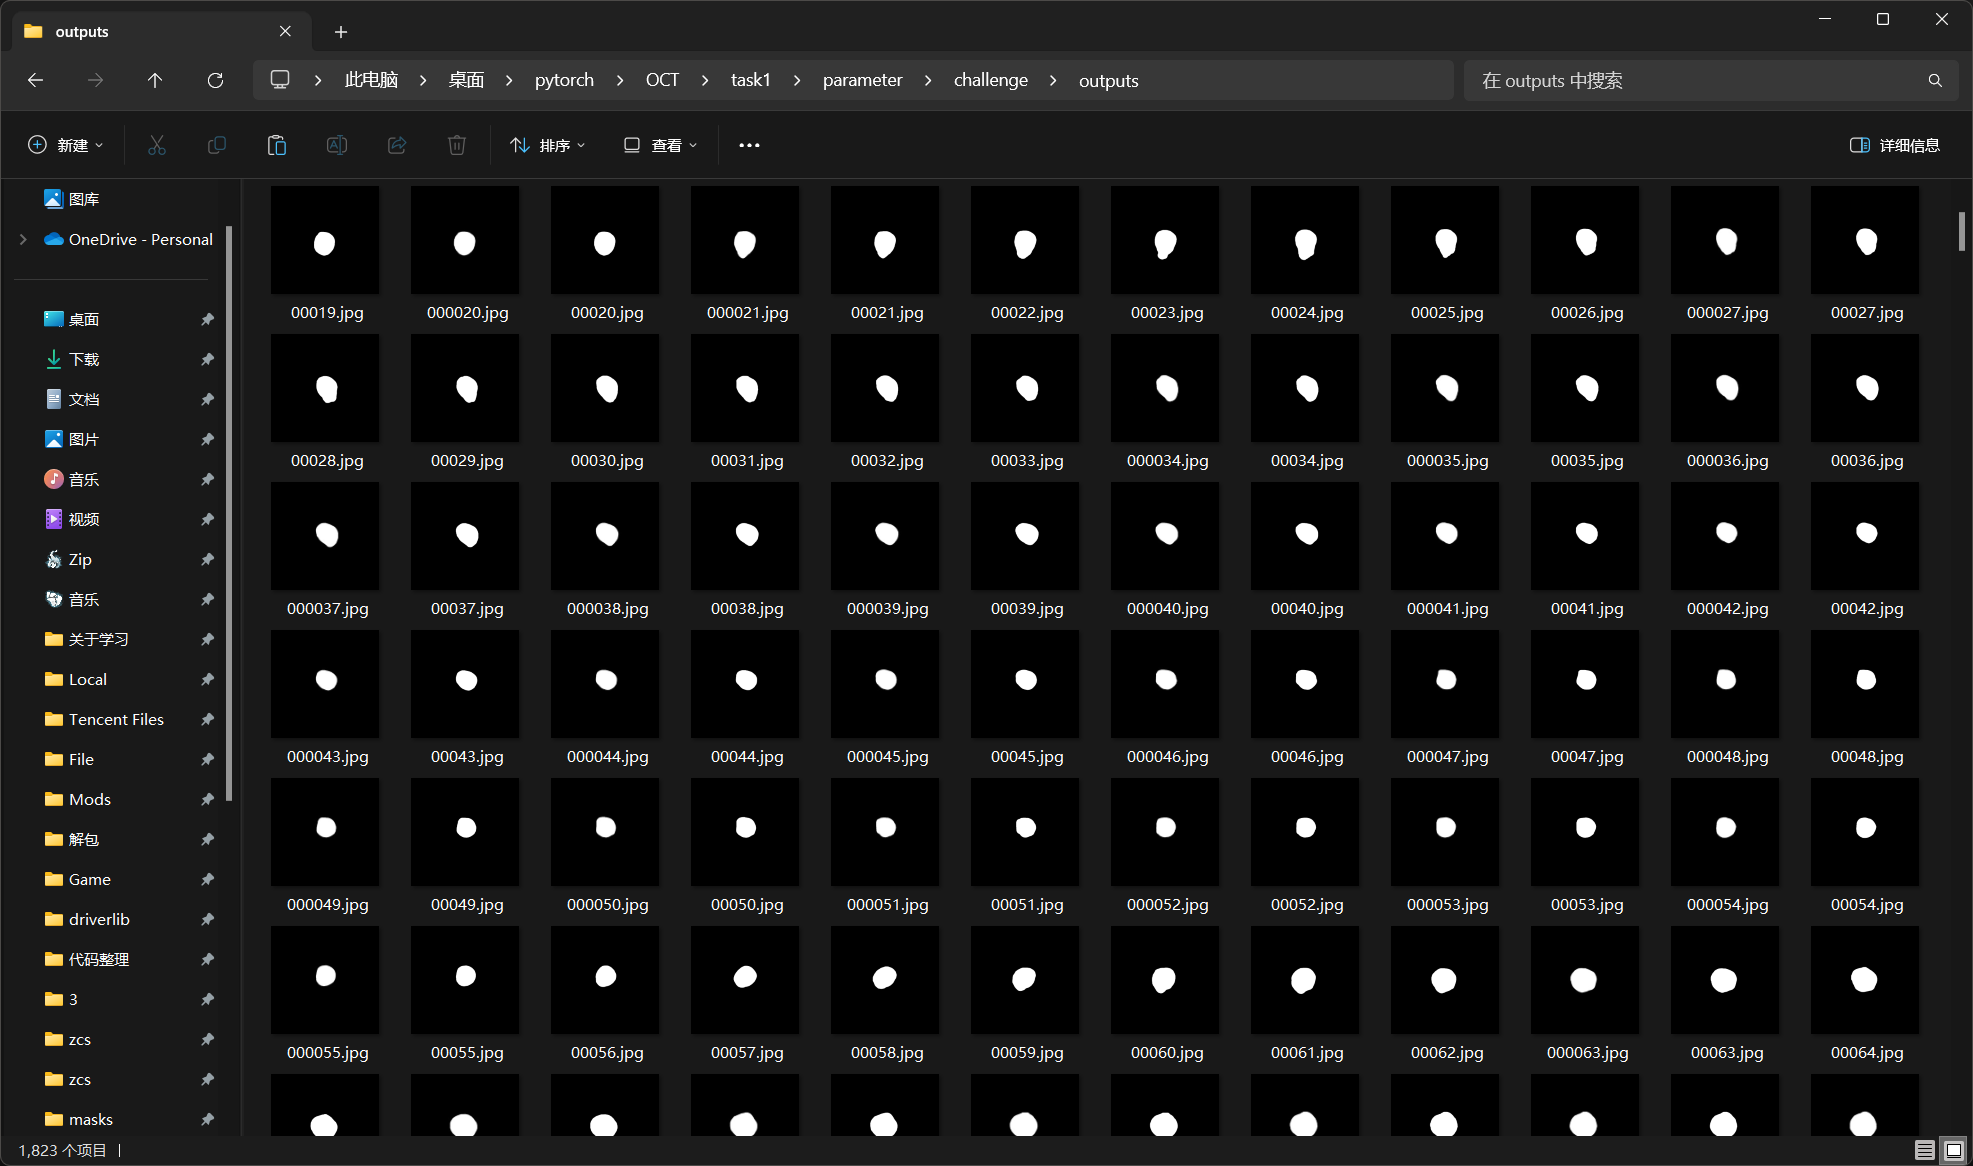 outputs
此电脑 桌面 pytorch OCT task1 parameter challenge outputs
在 outputs 中搜索
新建 排序 查看 详细信息
图库
OneDrive - Personal
桌面
下载
文档
图片
音乐
视频
Zip
音乐
关于学习
Local
Tencent Files
File
Mods
解包
Game
driverlib
代码整理
3
zcs
zcs
masks
00019.jpg 000020.jpg 00020.jpg 000021.jpg 00021.jpg 00022.jpg 00023.jpg 00024.jpg 00025.jpg 00026.jpg 000027.jpg 00027.jpg
00028.jpg 00029.jpg 00030.jpg 00031.jpg 00032.jpg 00033.jpg 000034.jpg 00034.jpg 000035.jpg 00035.jpg 000036.jpg 00036.jpg
000037.jpg 00037.jpg 000038.jpg 00038.jpg 000039.jpg 00039.jpg 000040.jpg 00040.jpg 000041.jpg 00041.jpg 000042.jpg 00042.jpg
000043.jpg 00043.jpg 000044.jpg 00044.jpg 000045.jpg 00045.jpg 000046.jpg 00046.jpg 000047.jpg 00047.jpg 000048.jpg 00048.jpg
000049.jpg 00049.jpg 000050.jpg 00050.jpg 000051.jpg 00051.jpg 000052.jpg 00052.jpg 000053.jpg 00053.jpg 000054.jpg 00054.jpg
000055.jpg 00055.jpg 00056.jpg 00057.jpg 00058.jpg 00059.jpg 00060.jpg 00061.jpg 00062.jpg 000063.jpg 00063.jpg 00064.jpg
1,823 个项目